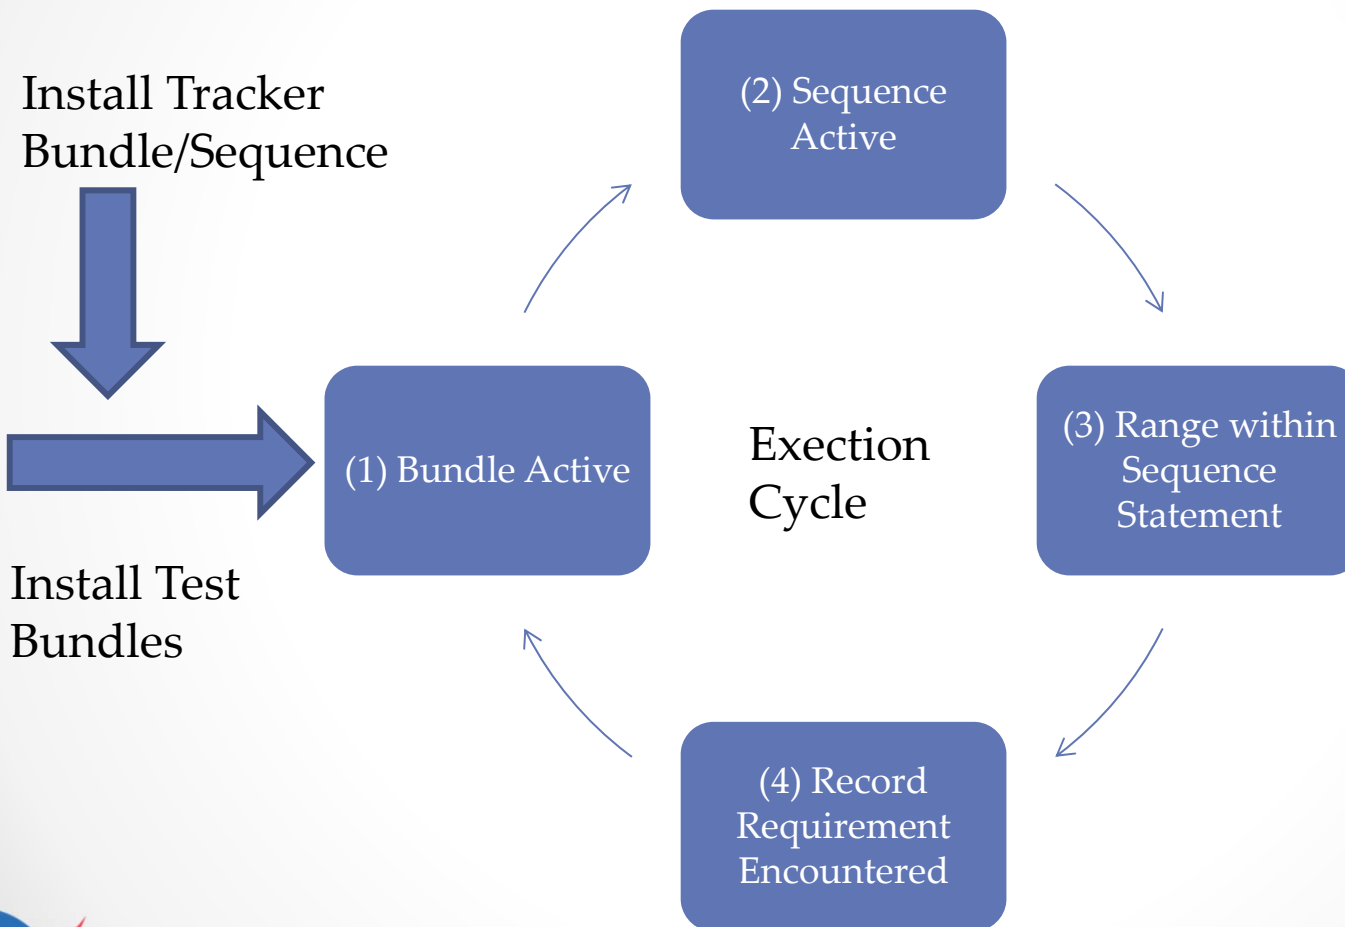 Install Tracker
Bundle/Sequence
(2) Sequence
Active
(1) Bundle Active
Exection
Cycle
(3) Range within
Sequence
Statement
Install Test
Bundles
(4) Record
Requirement
Encountered